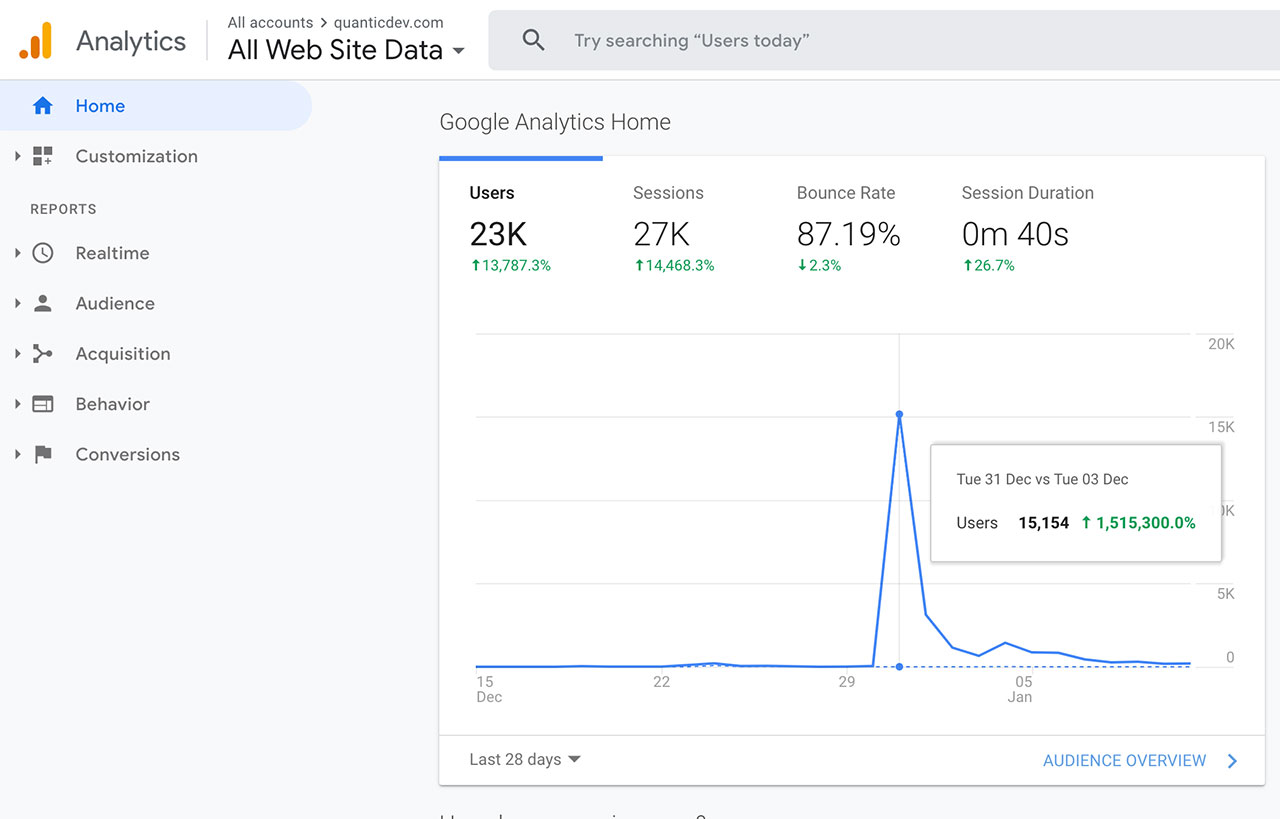 Analytics
All accounts > quanticdev.com
All Web Site Data
Try searching “Users today”
Home
Customization
REPORTS
Realtime
Audience
Acquisition
Behavior
Conversions
Google Analytics Home
Users
23K
↑13,787.3%
Sessions
27K
↑14,468.3%
Bounce Rate
87.19%
↓2.3%
Session Duration
0m 40s
↑26.7%
20K
15K
0K
5K
0
Tue 31 Dec vs Tue 03 Dec
Users 15,154 ↑ 1,515,300.0%
15
Dec
22
29
05
Jan
Last 28 days
AUDIENCE OVERVIEW